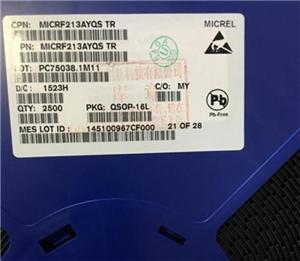 CPN: MICRF213AYQS TR
MICREL
PN: MICRF213AYQS TR
LOT: PC75038.1M11
D/C: 1523H
C/O: MY
QTY: 2500
PKG: QSOP-16L
Pb
Pb-Free
MES LOT ID: 145100967CF000
21 OF 28